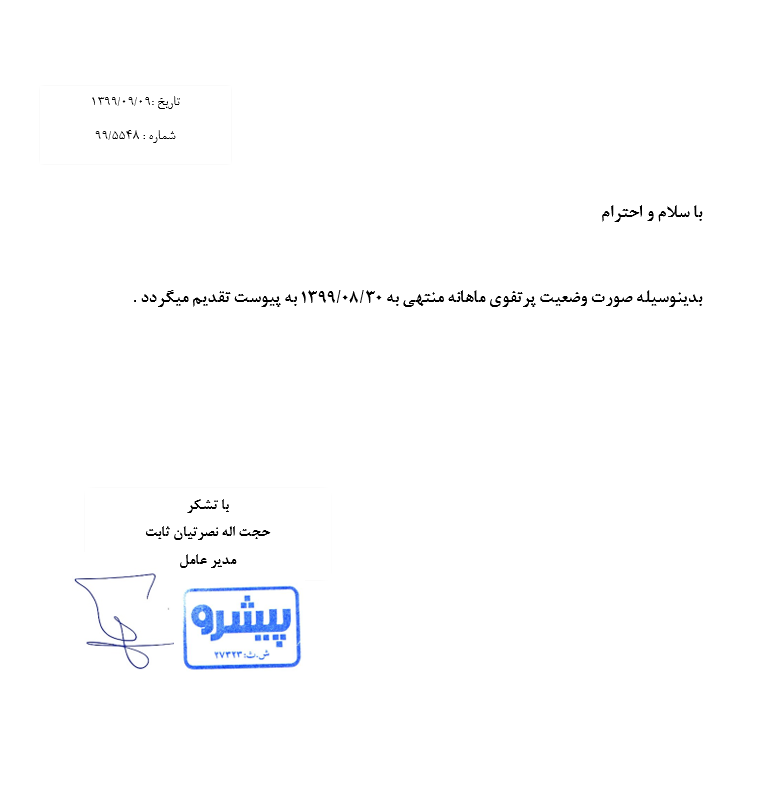 تاریخ :۱۳۹۹/۰۹/۰۹
شماره : ۹۹/۵۵۴۸
با سلام و احترام
بدینوسیله صورت وضعیت پرتفوی ماهانه منتهی به ۱۳۹۹/۰۸/۳۰ به پیوست تقدیم میگردد .
با تشکر
حجت اله نصرتیان ثابت
مدیر عامل
پیشرو
ش.ث: ۲۷۳۲۳